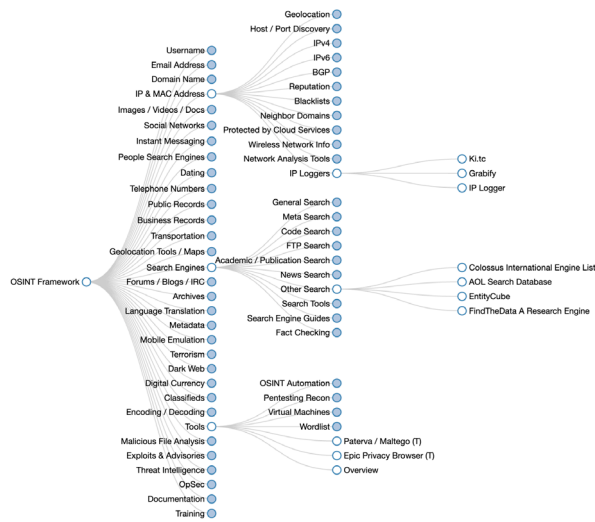 OSINT Framework
Username
Email Address
Domain Name
IP & MAC Address
Images / Videos / Docs
Social Networks
Instant Messaging
People Search Engines
Dating
Telephone Numbers
Public Records
Business Records
Transportation
Geolocation Tools / Maps
Search Engines
Forums / Blogs / IRC
Archives
Language Translation
Metadata
Mobile Emulation
Terrorism
Dark Web
Digital Currency
Classifieds
Encoding / Decoding
Tools
Malicious File Analysis
Exploits & Advisories
Threat Intelligence
OpSec
Documentation
Training
Geolocation
Host / Port Discovery
IPv4
IPv6
BGP
Reputation
Blacklists
Neighbor Domains
Protected by Cloud Services
Wireless Network Info
Network Analysis Tools
IP Loggers
Ki.tc
Grabify
IP Logger
General Search
Meta Search
Code Search
FTP Search
Academic / Publication Search
News Search
Other Search
Search Tools
Search Engine Guides
Fact Checking
Colossus International Engine List
AOL Search Database
EntityCube
FindTheData A Research Engine
OSINT Automation
Pentesting Recon
Virtual Machines
Wordlist
Paterva / Maltego (T)
Epic Privacy Browser (T)
Overview